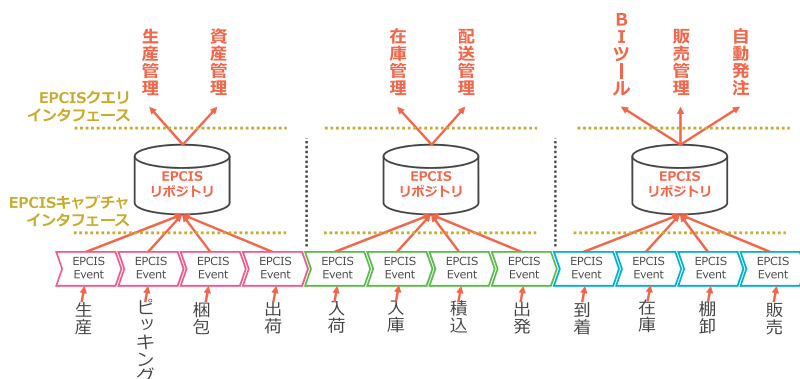 生産管理
資産管理
在庫管理
配送管理
BIツール
販売管理
自動発注
EPCISクエリ
インタフェース
EPCIS
リポジトリ
EPCIS
リポジトリ
EPCIS
リポジトリ
EPCISキャプチャ
インタフェース
EPCIS
Event
EPCIS
Event
EPCIS
Event
EPCIS
Event
EPCIS
Event
EPCIS
Event
EPCIS
Event
EPCIS
Event
EPCIS
Event
EPCIS
Event
EPCIS
Event
EPCIS
Event
生産
ピッキング
梱包
出荷
入荷
入庫
積込
出発
到着
在庫
棚卸
販売